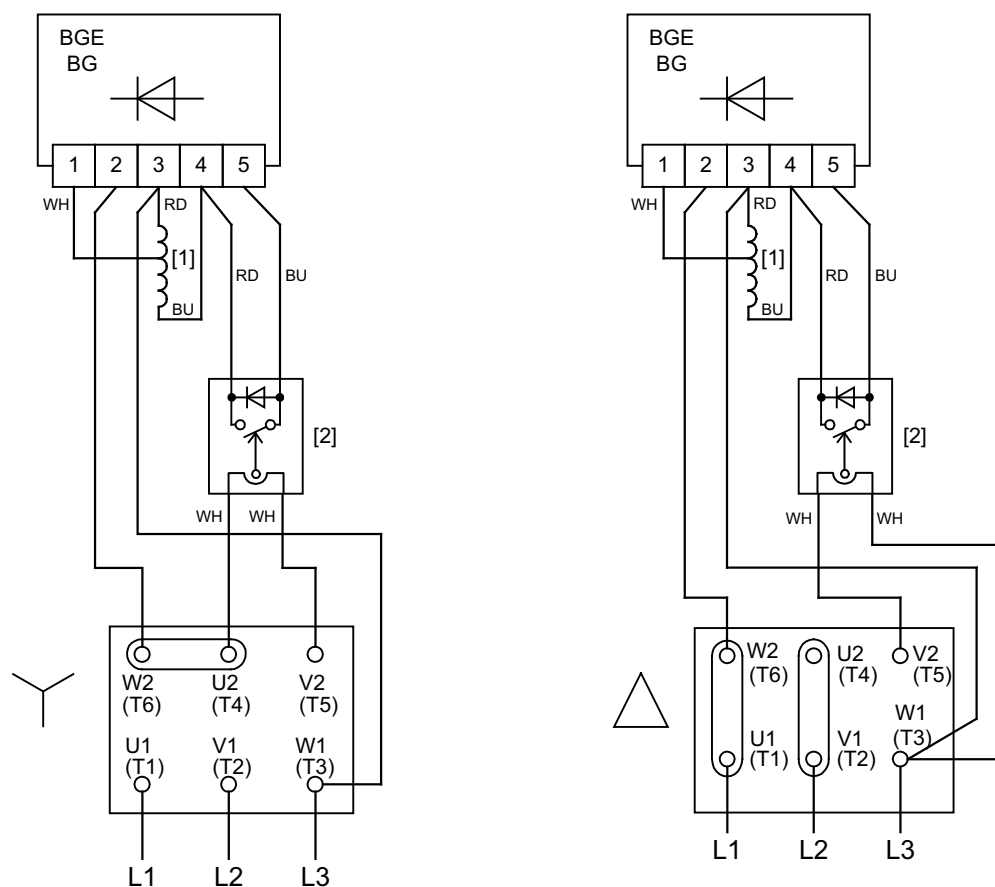 BGE
BG
1 2 3 4 5
WH RD
[1]
RD BU
BU
[2]
WH WH
W2 U2 V2
(T6) (T4) (T5)
U1 V1 W1
(T1) (T2) (T3)
L1 L2 L3
BGE
BG
1 2 3 4 5
WH RD
[1]
RD BU
BU
[2]
WH WH
W2 U2 V2
(T6) (T4) (T5)
W1
(T3)
U1 V1
(T1) (T2)
L1 L2 L3